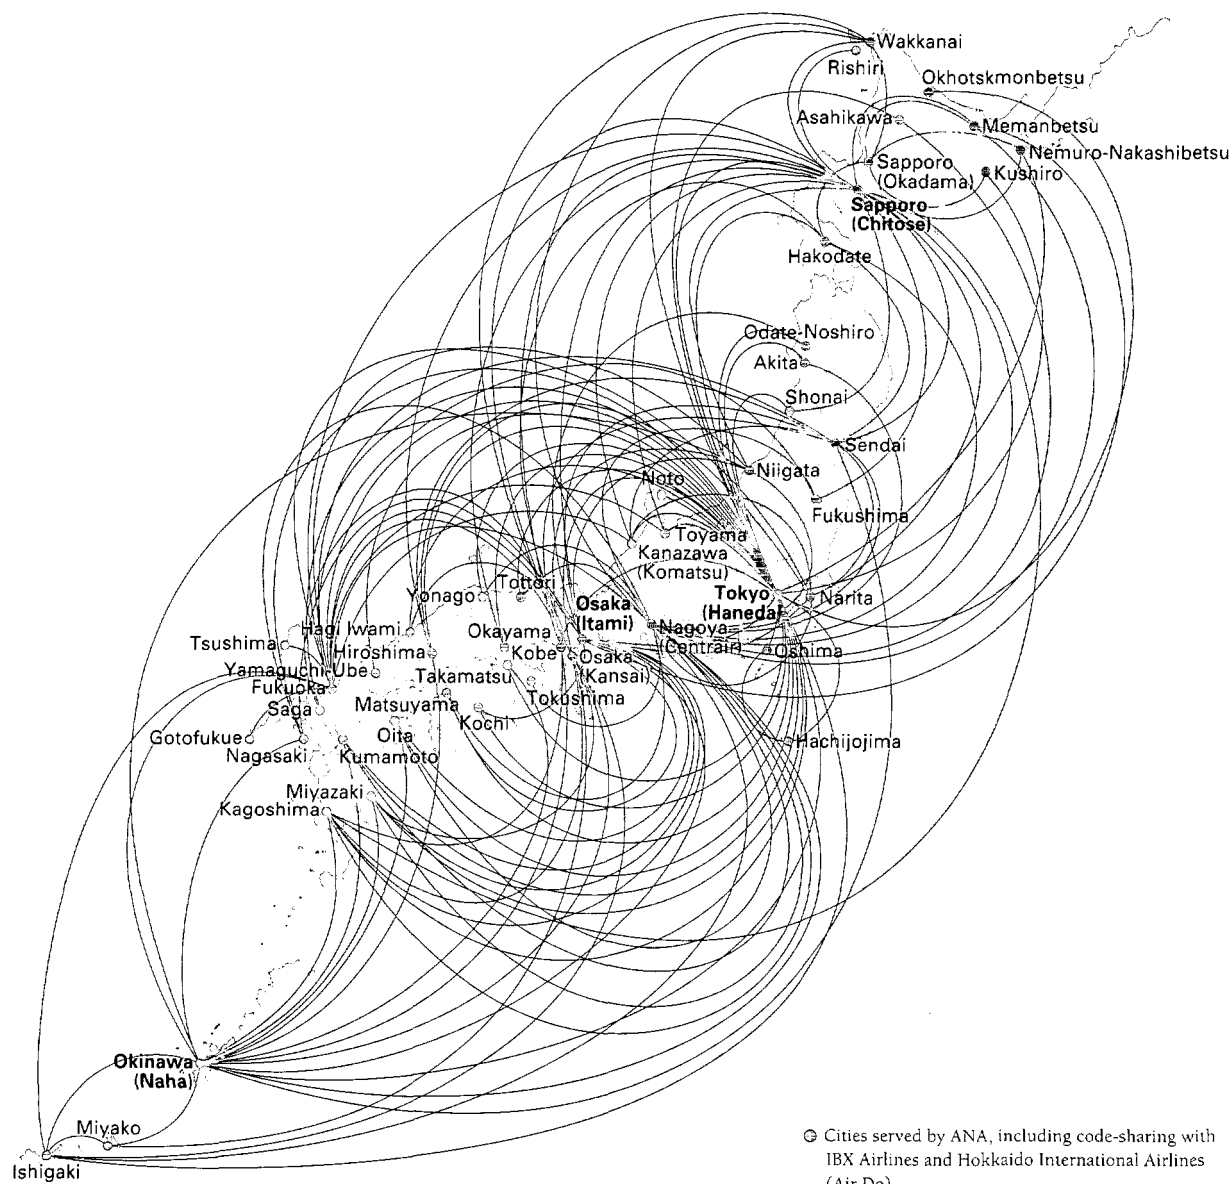 Wakkanai
Rishiri
Okhotskmonbetsu
Asahikawa
Memanbetsu
Nemuro-Nakashibetsu
Sapporo
(Okadama)
Kushiro
Sapporo
(Chitose)
Hakodate
Odate-Noshiro
Akita
Shonai
Sendai
Niigata
Noto
Fukushima
Toyama
Kanazawa
(Komatsu)
Tottori
Yonago
Osaka
(Itami)
Tokyo
(Haneda)
Narita
Hagi Iwami
Okayama
Nagoya
(Centrair)
Tsushima
Hiroshima
Kobe
Osaka
(Kansai)
Oshima
Yamaguchi-Ube
Fukuoka
Takamatsu
Tokushima
Saga
Matsuyama
Kochi
Gotofukue
Nagasaki
Oita
Kumamoto
Hachijojima
Miyazaki
Kagoshima
Okinawa
(Naha)
Miyako
Ishigaki
Cities served by ANA, including code-sharing with
IBX Airlines and Hokkaido International Airlines
(Air Do)